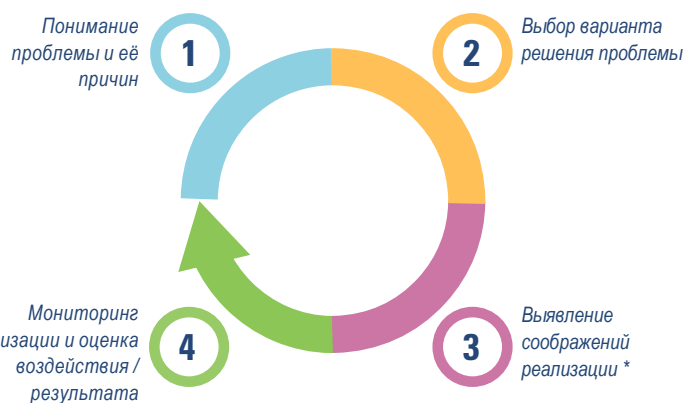 Понимание
проблемы и её
причин
1
2
Выбор варианта
решения проблемы
Мониторинг
изации и оценка
воздействия /
результата
4
3
Выявление
соображений
реализации *